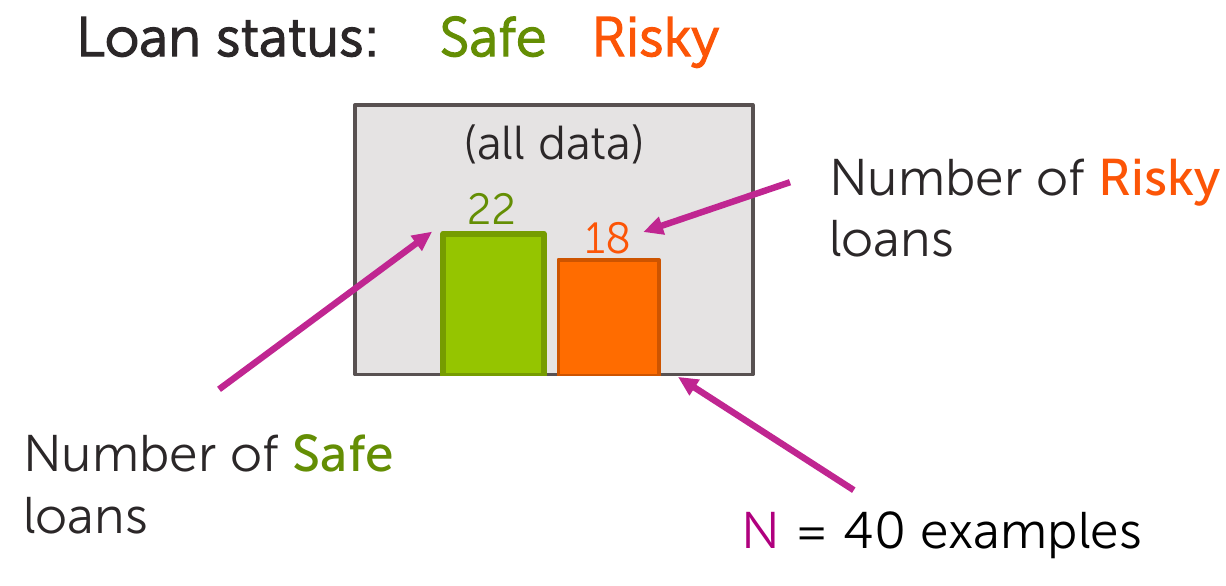 Loan status: Safe Risky
(all data)
22
18
Number of Risky
loans
Number of Safe
loans
N = 40 examples